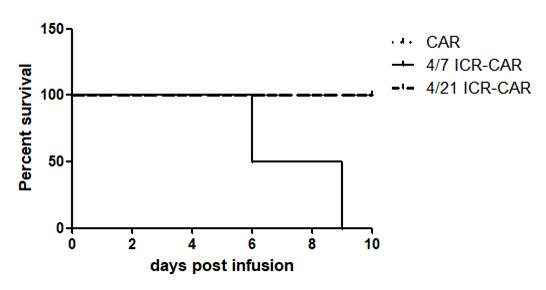 150
100
50
0
Percent survival
0 2 4 6 8 10
days post infusion
CAR
4/7 ICR-CAR
4/21 ICR-CAR